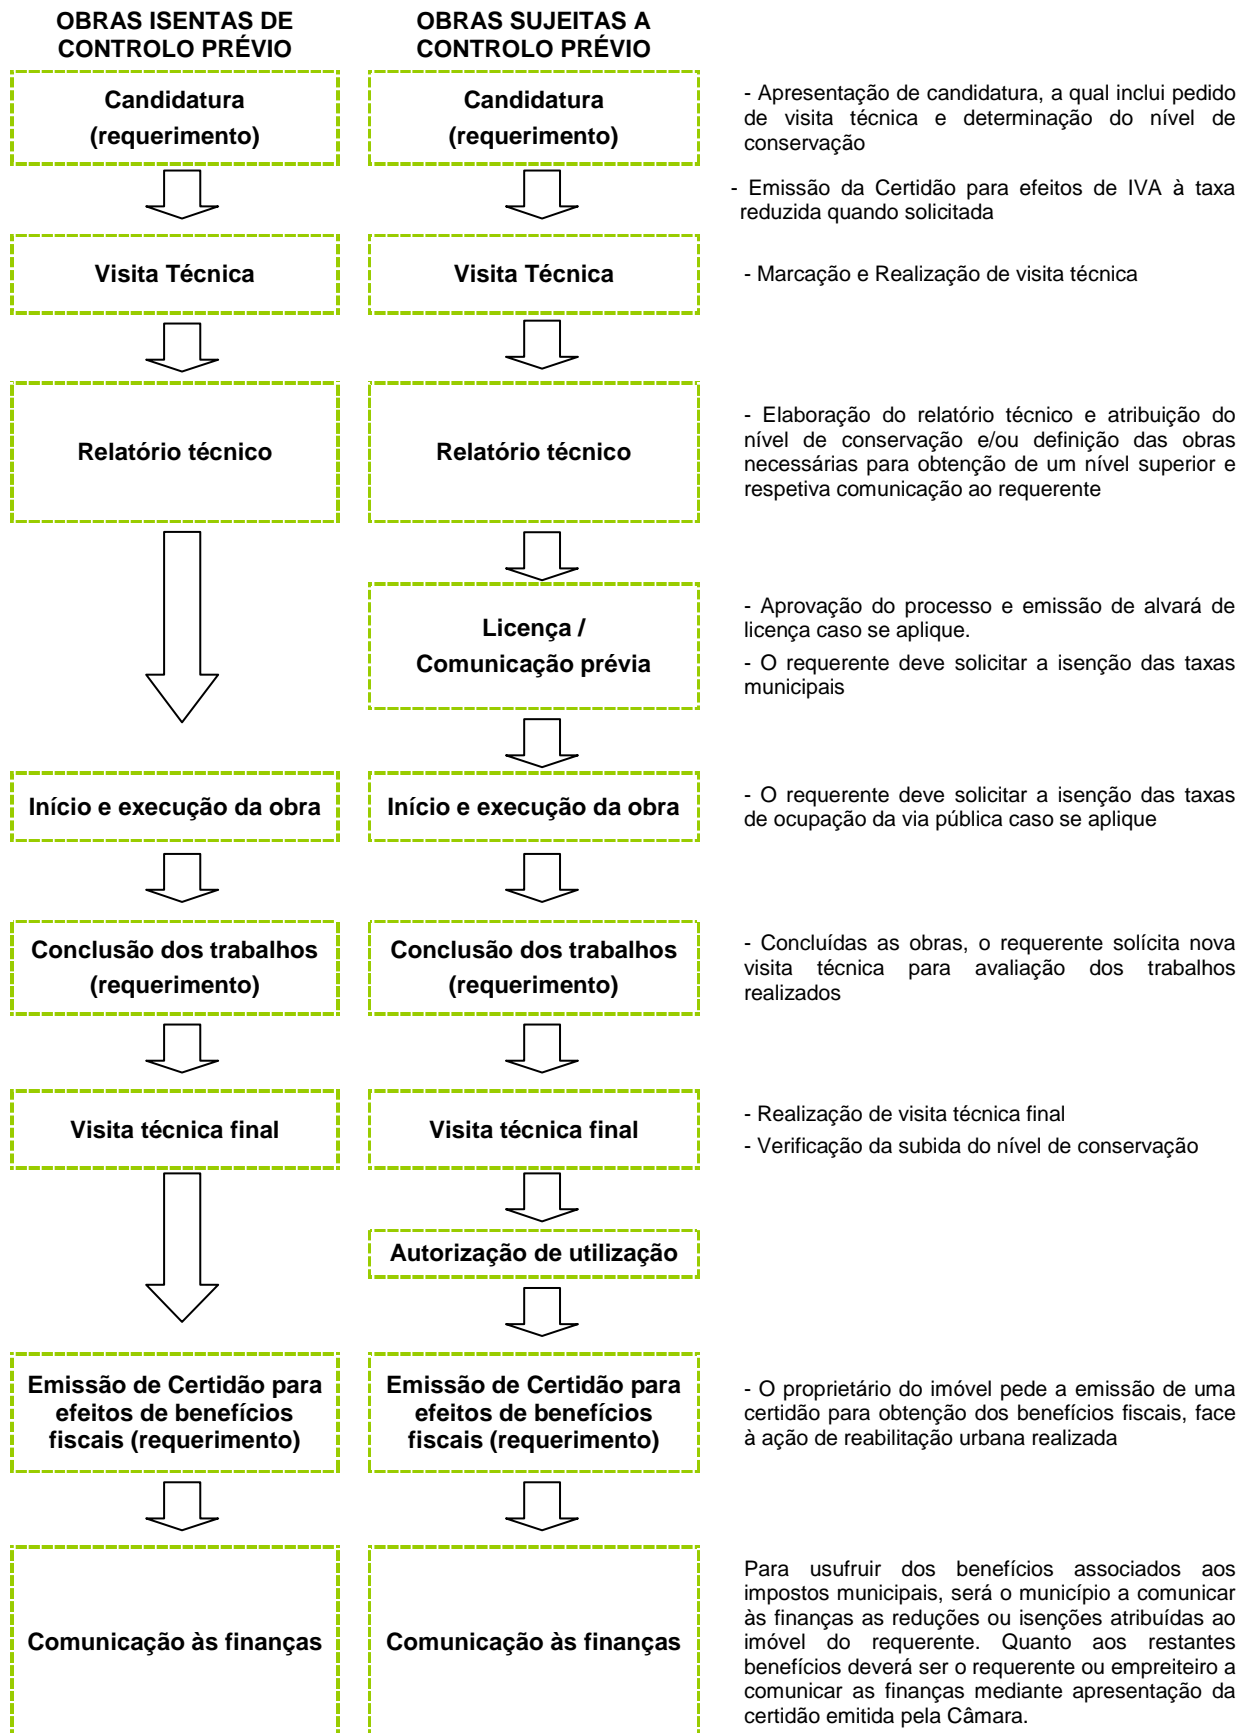 OBRAS ISENTAS DE
CONTROLO PRÉVIO
OBRAS SUJEITAS A
CONTROLO PRÉVIO
Candidatura
(requerimento)
Candidatura
(requerimento)
- Apresentação de candidatura, a qual inclui pedido
de visita técnica e determinação do nível de
conservação
- Emissão da Certidão para efeitos de IVA à taxa
reduzida quando solicitada
Visita Técnica
Visita Técnica
- Marcação e Realização de visita técnica
Relatório técnico
Relatório técnico
- Elaboração do relatório técnico e atribuição do
nível de conservação e/ou definição das obras
necessárias para obtenção de um nível superior e
respetiva comunicação ao requerente
Licença /
Comunicação prévia
- Aprovação do processo e emissão de alvará de
licença caso se aplique.
- O requerente deve solicitar a isenção das taxas
municipais
Início e execução da obra
Início e execução da obra
- O requerente deve solicitar a isenção das taxas
de ocupação da via pública caso se aplique
Conclusão dos trabalhos
(requerimento)
Conclusão dos trabalhos
(requerimento)
- Concluídas as obras, o requerente solícita nova
visita técnica para avaliação dos trabalhos
realizados
Visita técnica final
Visita técnica final
- Realização de visita técnica final
- Verificação da subida do nível de conservação
Autorização de utilização
Emissão de Certidão para
efeitos de benefícios
fiscais (requerimento)
Emissão de Certidão para
efeitos de benefícios
fiscais (requerimento)
- O proprietário do imóvel pede a emissão de uma
certidão para obtenção dos benefícios fiscais, face
à ação de reabilitação urbana realizada
Comunicação às finanças
Comunicação às finanças
Para usufruir dos benefícios associados aos
impostos municipais, será o município a comunicar
às finanças as reduções ou isenções atribuídas ao
imóvel do requerente. Quanto aos restantes
benefícios deverá ser o requerente ou empreiteiro a
comunicar as finanças mediante apresentação da
certidão emitida pela Câmara.